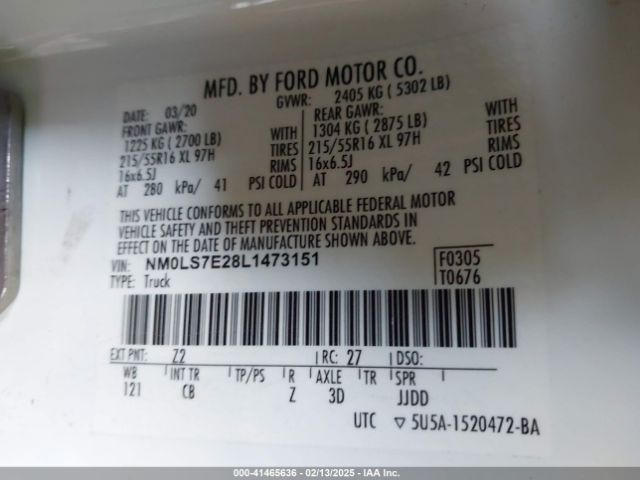 MFD. BY FORD MOTOR CO.
DATE: 03/20 GVWR: 2405 KG ( 5302 LB)
FRONT GAWR: WITH REAR GAWR: WITH
1225 KG ( 2700 LB) TIRES 1304 KG ( 2875 LB) TIRES
215/55R16 XL 97H RIMS 215/55R16 XL 97H RIMS
16x6.5J 16x6.5J
AT 280 kPa/ 41 PSI COLD AT 290 kPa/ 42 PSI COLD
THIS VEHICLE CONFORMS TO ALL APPLICABLE FEDERAL MOTOR
VEHICLE SAFETY AND THEFT PREVENTION STANDARDS IN
EFFECT ON THE DATE OF MANUFACTURE SHOWN ABOVE.
VIN: NM0LS7E28L1473151 F0305
TYPE: Truck T0676
EXT PNT: Z2 RC: 27 DSO:
WB INT TR TP/PS R AXLE TR SPR
121 CB Z 3D JJDD
UTC ▽ 5U5A-1520472-BA
000-41465636 - 02/13/2025 - IAA Inc.